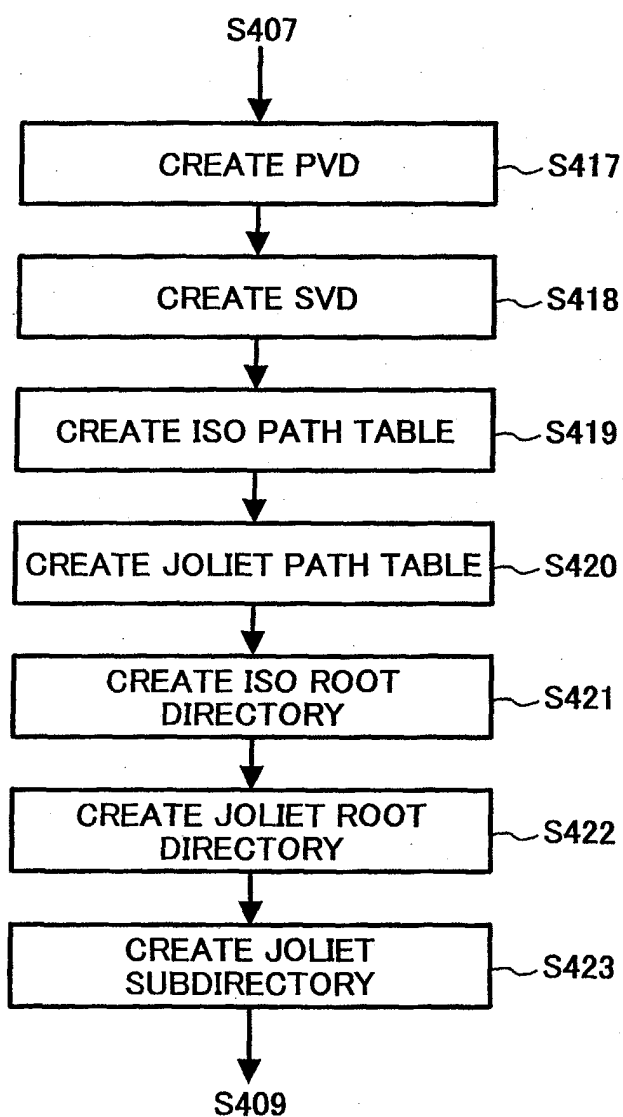 S407
CREATE PVD
S417
CREATE SVD
S418
CREATE ISO PATH TABLE
S419
CREATE JOLIET PATH TABLE
S420
CREATE ISO ROOT
DIRECTORY
S421
CREATE JOLIET ROOT
DIRECTORY
S422
CREATE JOLIET
SUBDIRECTORY
S423
S409